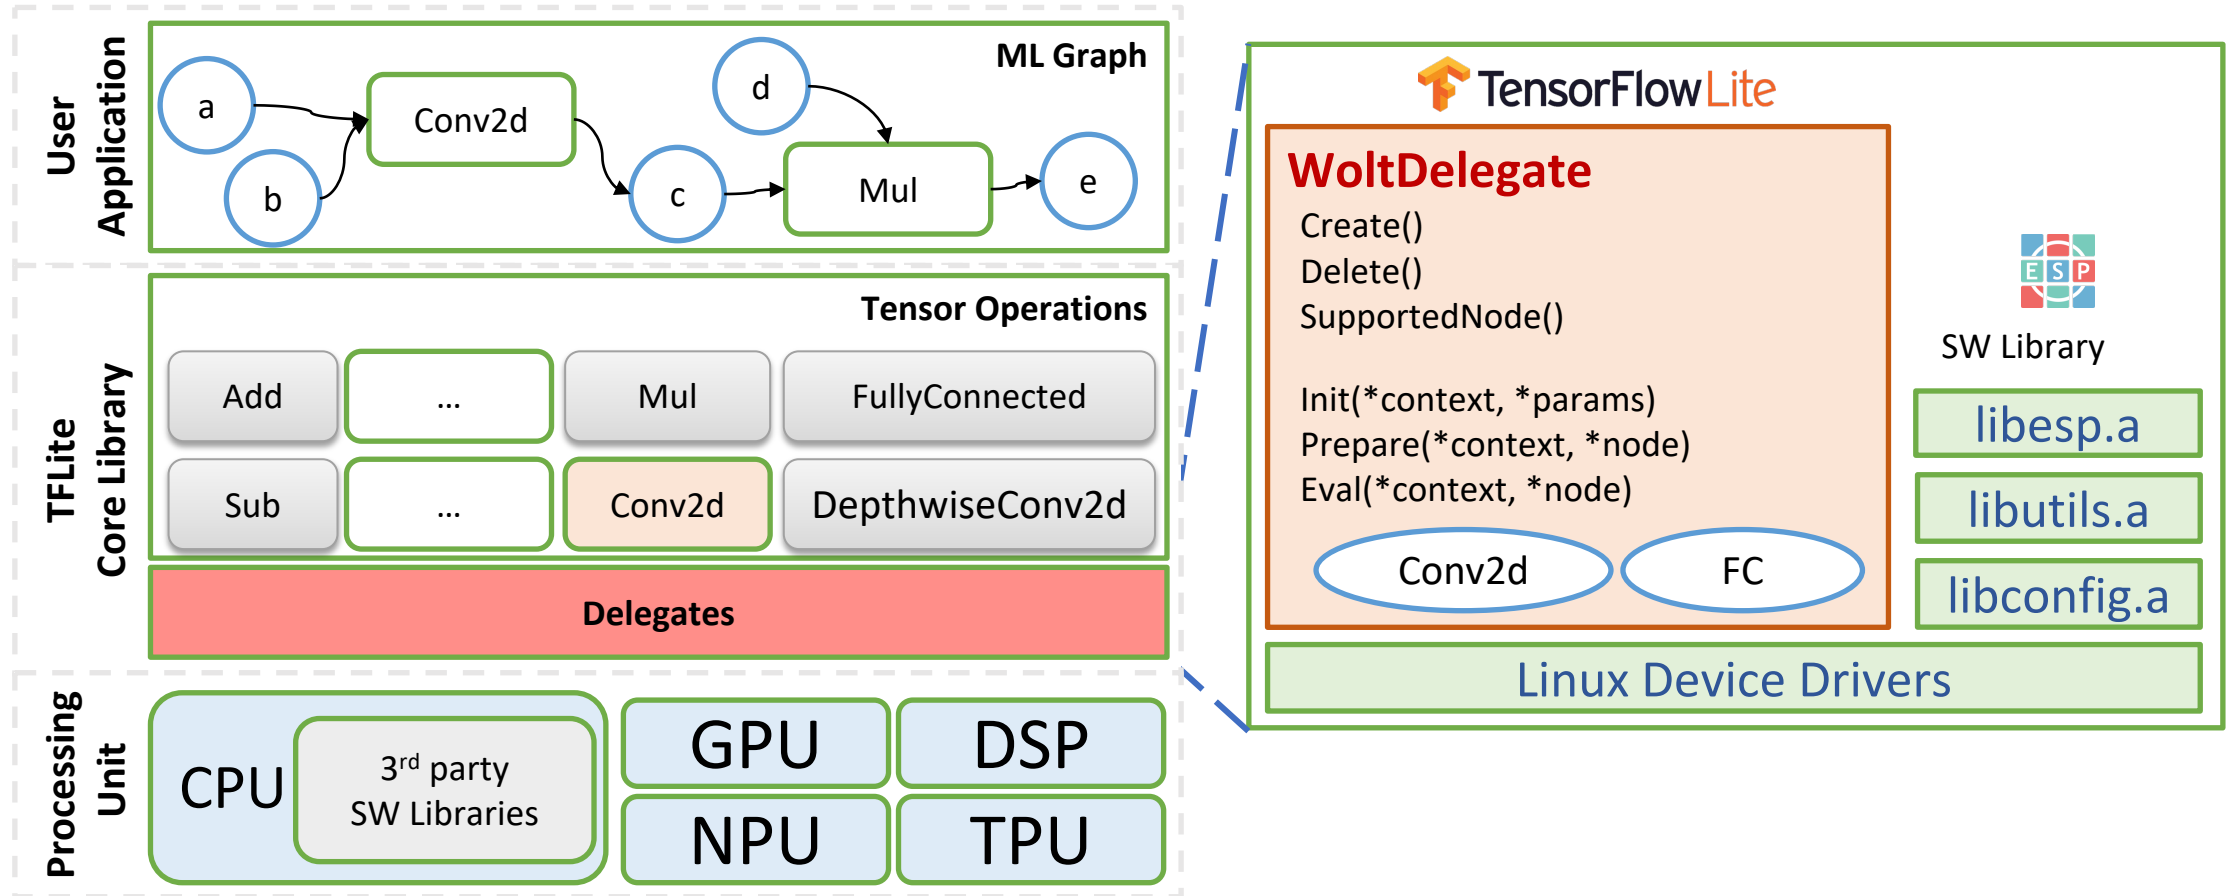 User
Application
ML Graph
a
b
Conv2d
c
d
Mul
e
TFLite
Core Library
Tensor Operations
Add
...
Mul
FullyConnected
Sub
...
Conv2d
DepthwiseConv2d
Delegates
Processing
Unit
CPU
3rd party
SW Libraries
GPU
DSP
NPU
TPU
TensorFlow Lite
WoltDelegate
Create()
Delete()
SupportedNode()
Init(*context, *params)
Prepare(*context, *node)
Eval(*context, *node)
Conv2d
FC
ESP
SW Library
libesp.a
libutils.a
libconfig.a
Linux Device Drivers